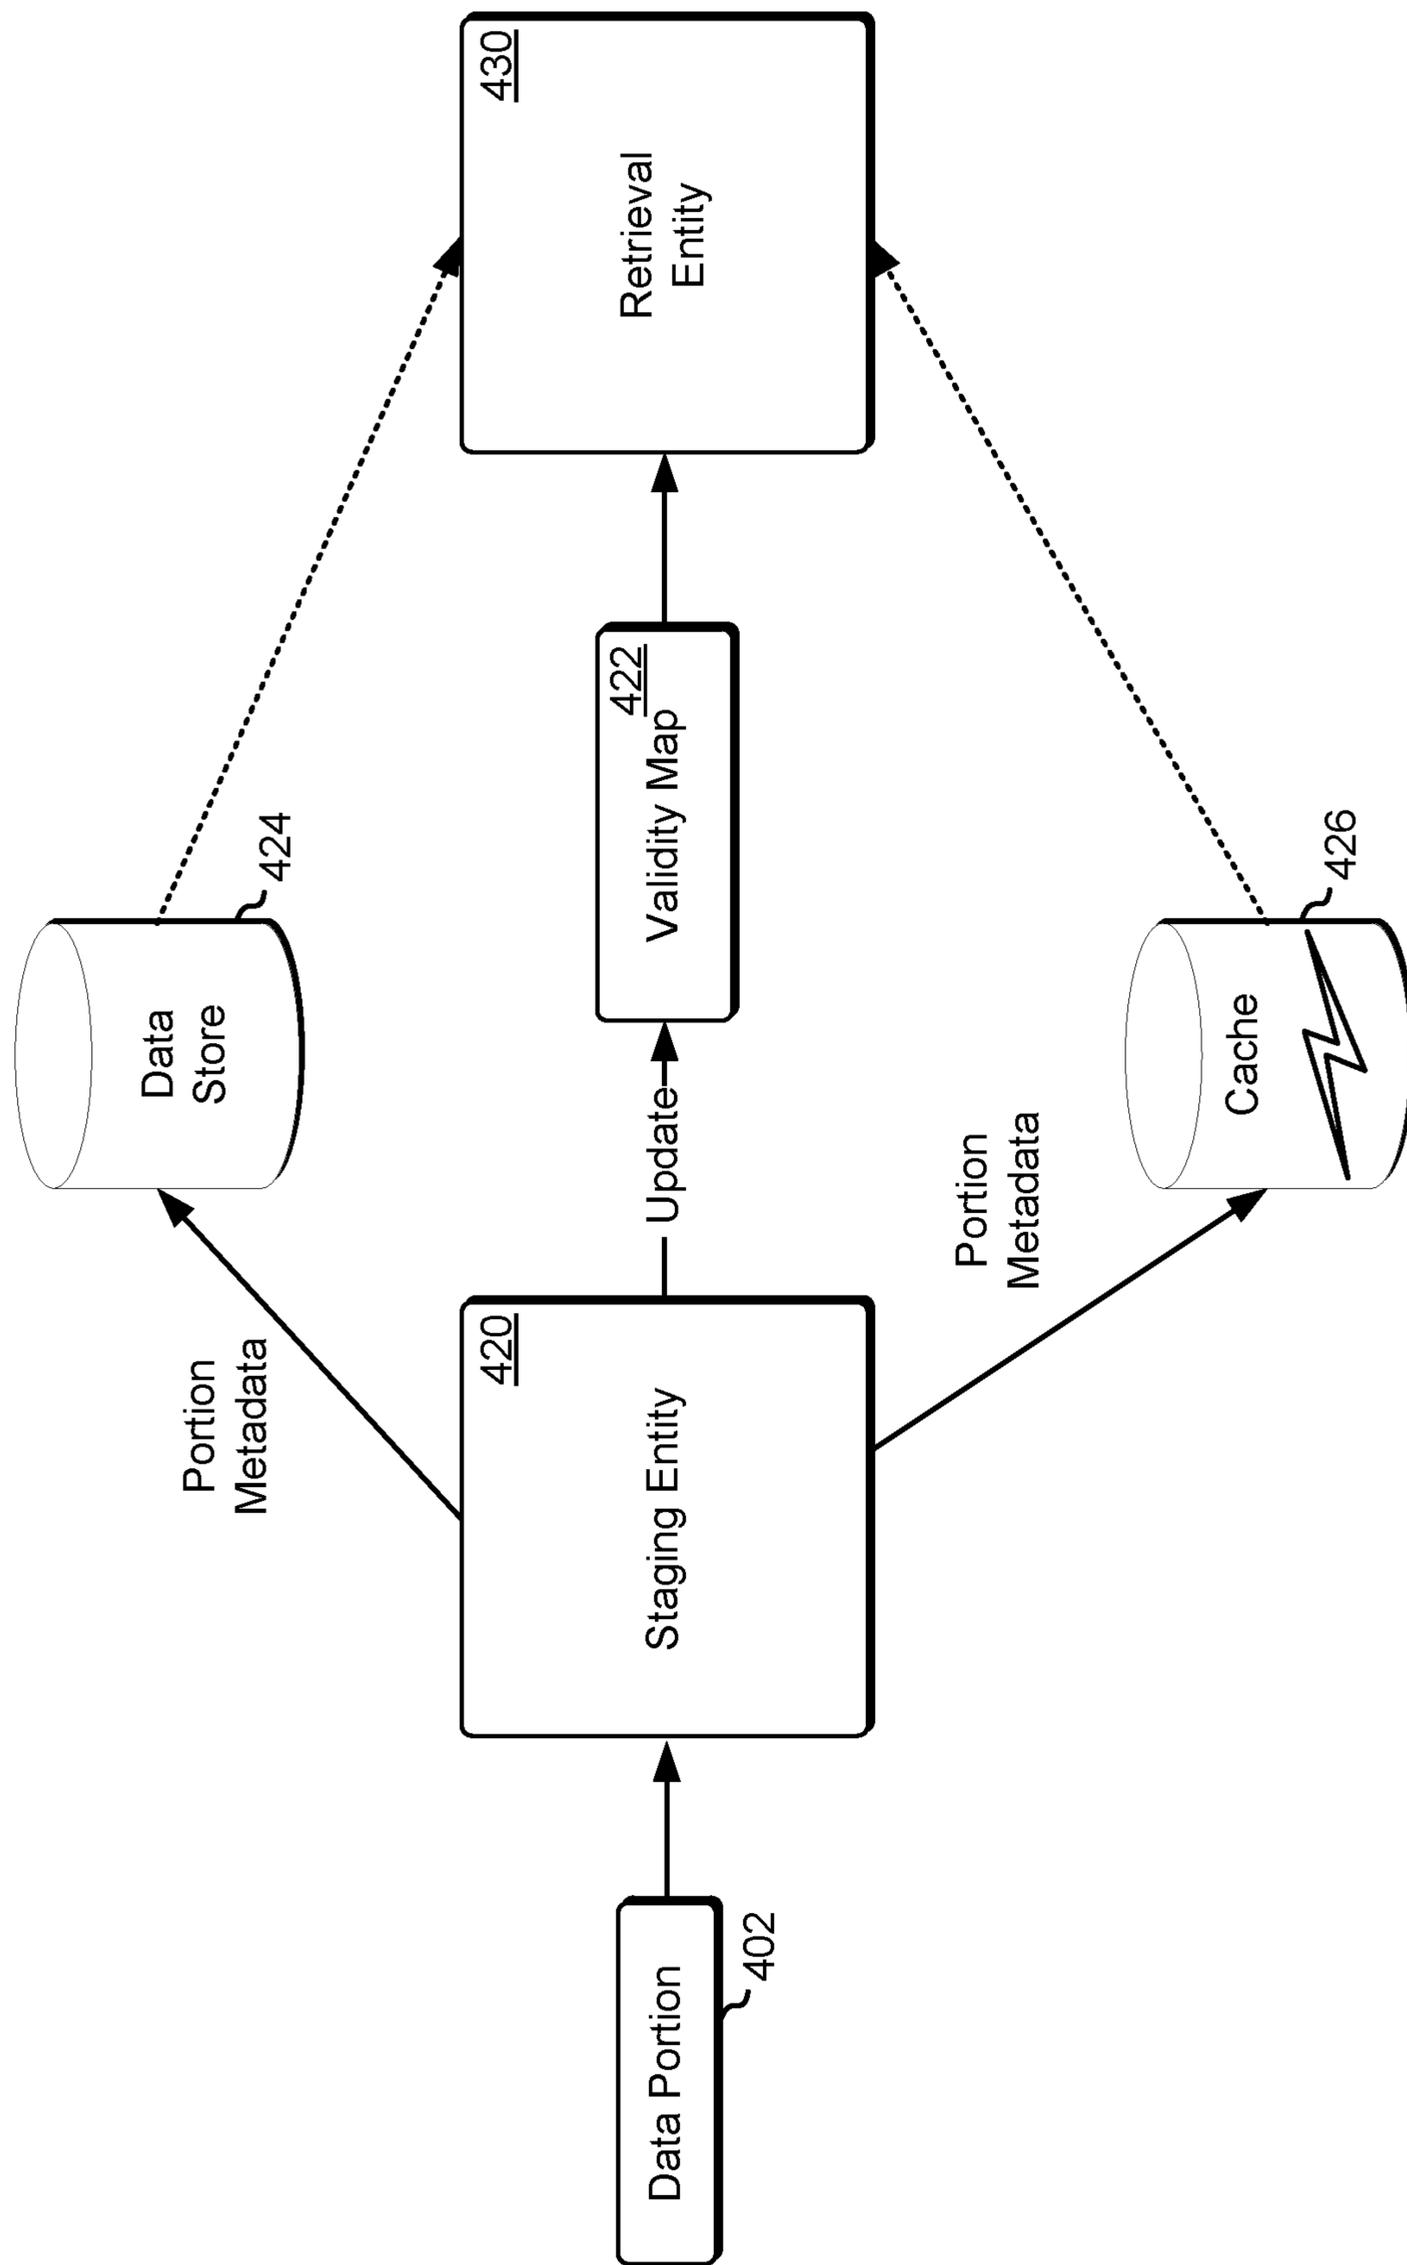 Data
Store
424
Portion
Metadata
Data Portion
402
420
Staging Entity
Update
422
Validity Map
430
Retrieval
Entity
Portion
Metadata
Cache
426